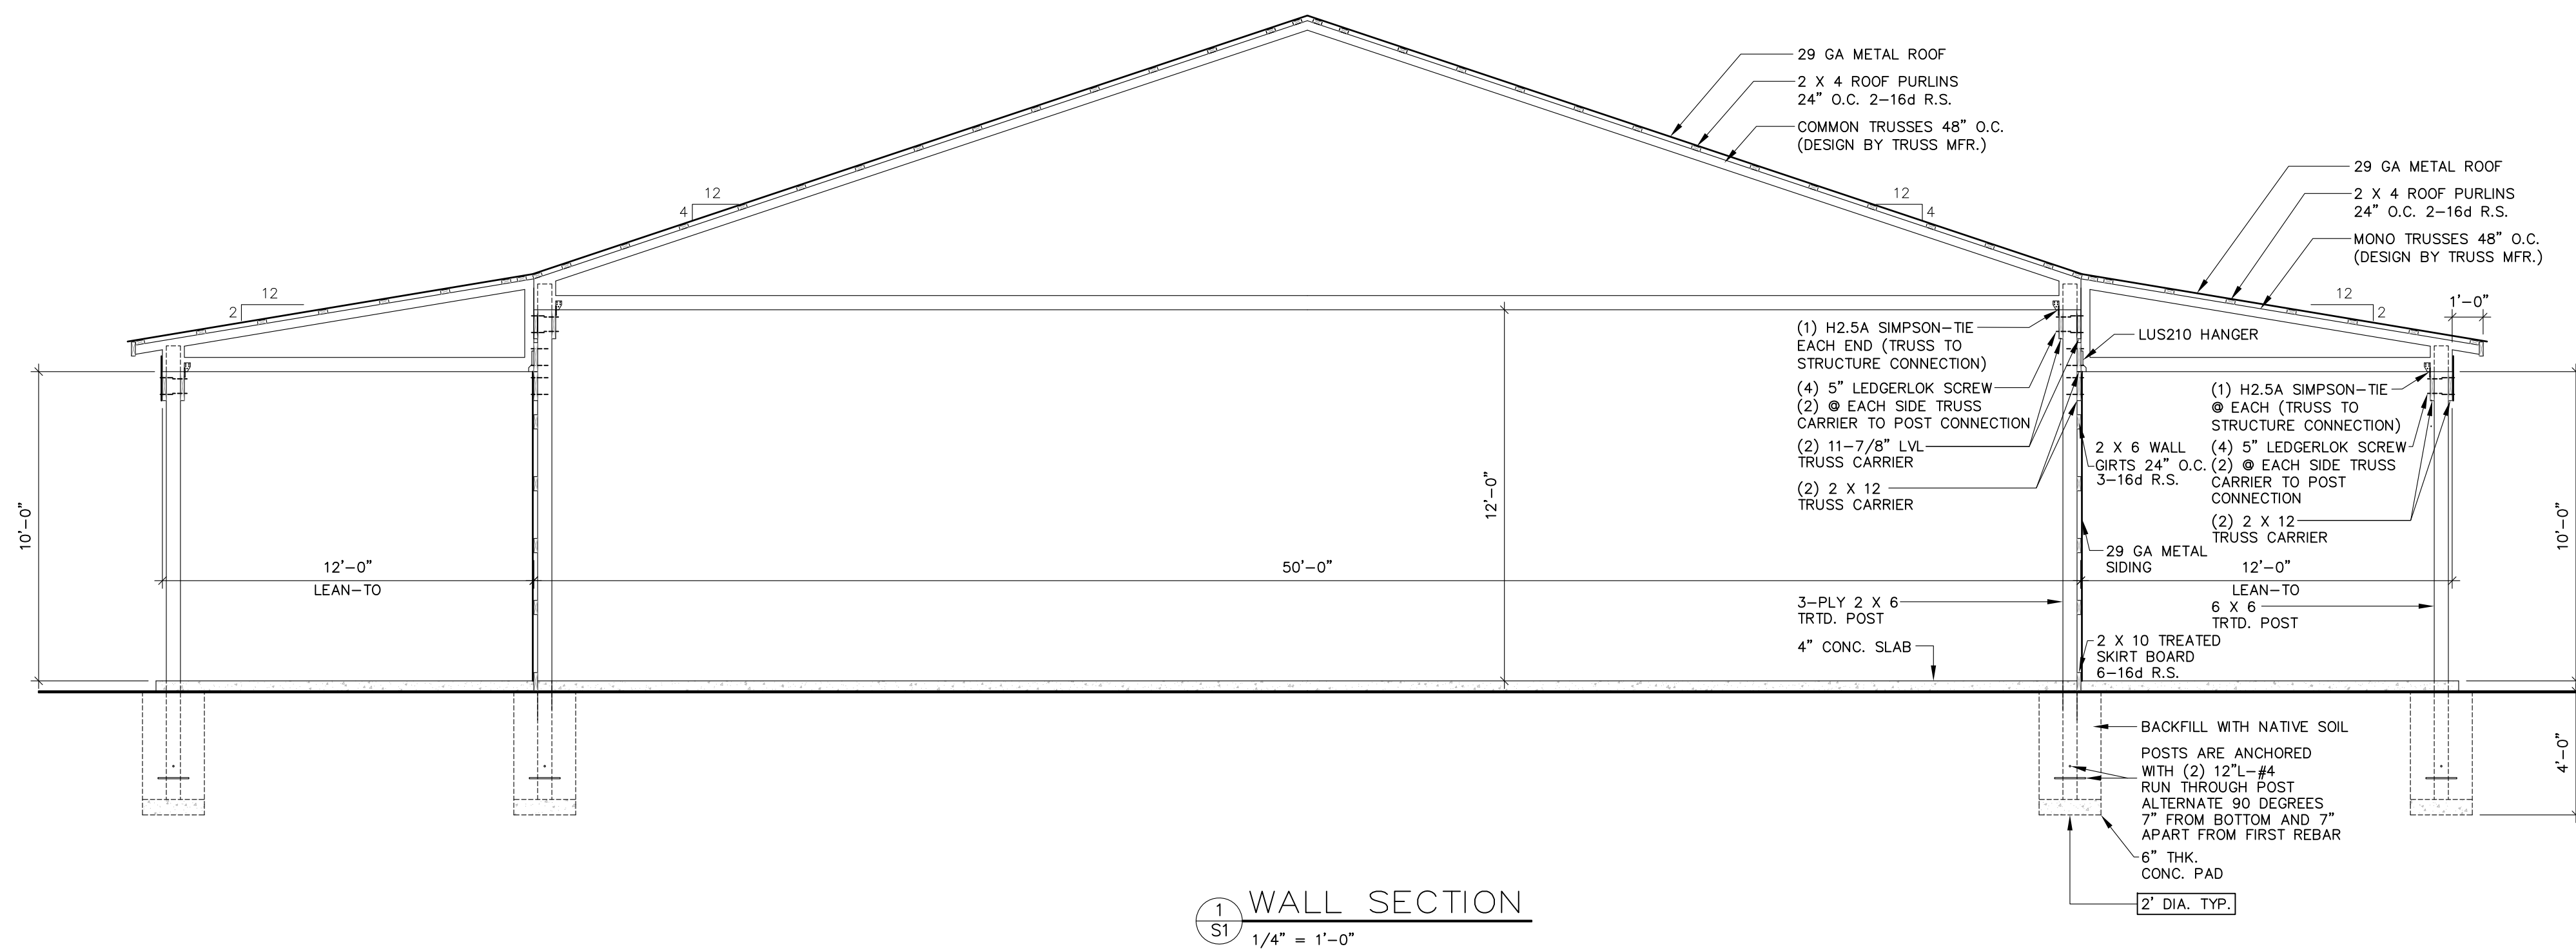 29 GA METAL ROOF
2 X 4 ROOF PURLINS
24" O.C. 2-16d R.S.
COMMON TRUSSES 48" O.C.
(DESIGN BY TRUSS MFR.)
29 GA METAL ROOF
2 X 4 ROOF PURLINS
24" O.C. 2-16d R.S.
MONO TRUSSES 48" O.C.
(DESIGN BY TRUSS MFR.)
12
4
12
4
12
2
12
2
1'-0"
LUS210 HANGER
(1) H2.5A SIMPSON-TIE
EACH END (TRUSS TO
STRUCTURE CONNECTION)
(4) 5" LEDGERLOK SCREW
(2) @ EACH SIDE TRUSS
CARRIER TO POST CONNECTION
(2) 11-7/8" LVL
TRUSS CARRIER
(2) 2 X 12
TRUSS CARRIER
2 X 6 WALL
GIRTS 24" O.C.
3-16d R.S.
(1) H2.5A SIMPSON-TIE
@ EACH (TRUSS TO
STRUCTURE CONNECTION)
(4) 5" LEDGERLOK SCREW
(2) @ EACH SIDE TRUSS
CARRIER TO POST
CONNECTION
(2) 2 X 12
TRUSS CARRIER
29 GA METAL
SIDING
10'-0"
12'-0"
LEAN-TO
50'-0"
12'-0"
12'-0"
LEAN-TO
10'-0"
3-PLY 2 X 6
TRTD. POST
6 X 6
TRTD. POST
4" CONC. SLAB
2 X 10 TREATED
SKIRT BOARD
6-16d R.S.
BACKFILL WITH NATIVE SOIL
POSTS ARE ANCHORED
WITH (2) 12"L-#4
RUN THROUGH POST
ALTERNATE 90 DEGREES
7" FROM BOTTOM AND 7"
APART FROM FIRST REBAR
4'-0"
6" THK.
CONC. PAD
2' DIA. TYP.
1
S1
WALL SECTION
1/4" = 1'-0"